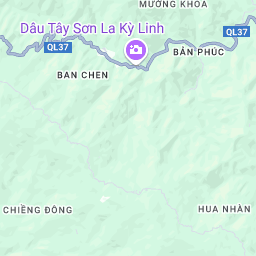 MƯỜNG KHOA
Dâu Tây Sơn La Kỳ Linh
QL37
QL37
BẢN PHÚC
BAN CHEN
CHIỀNG ĐÔNG
HUA NHÀN